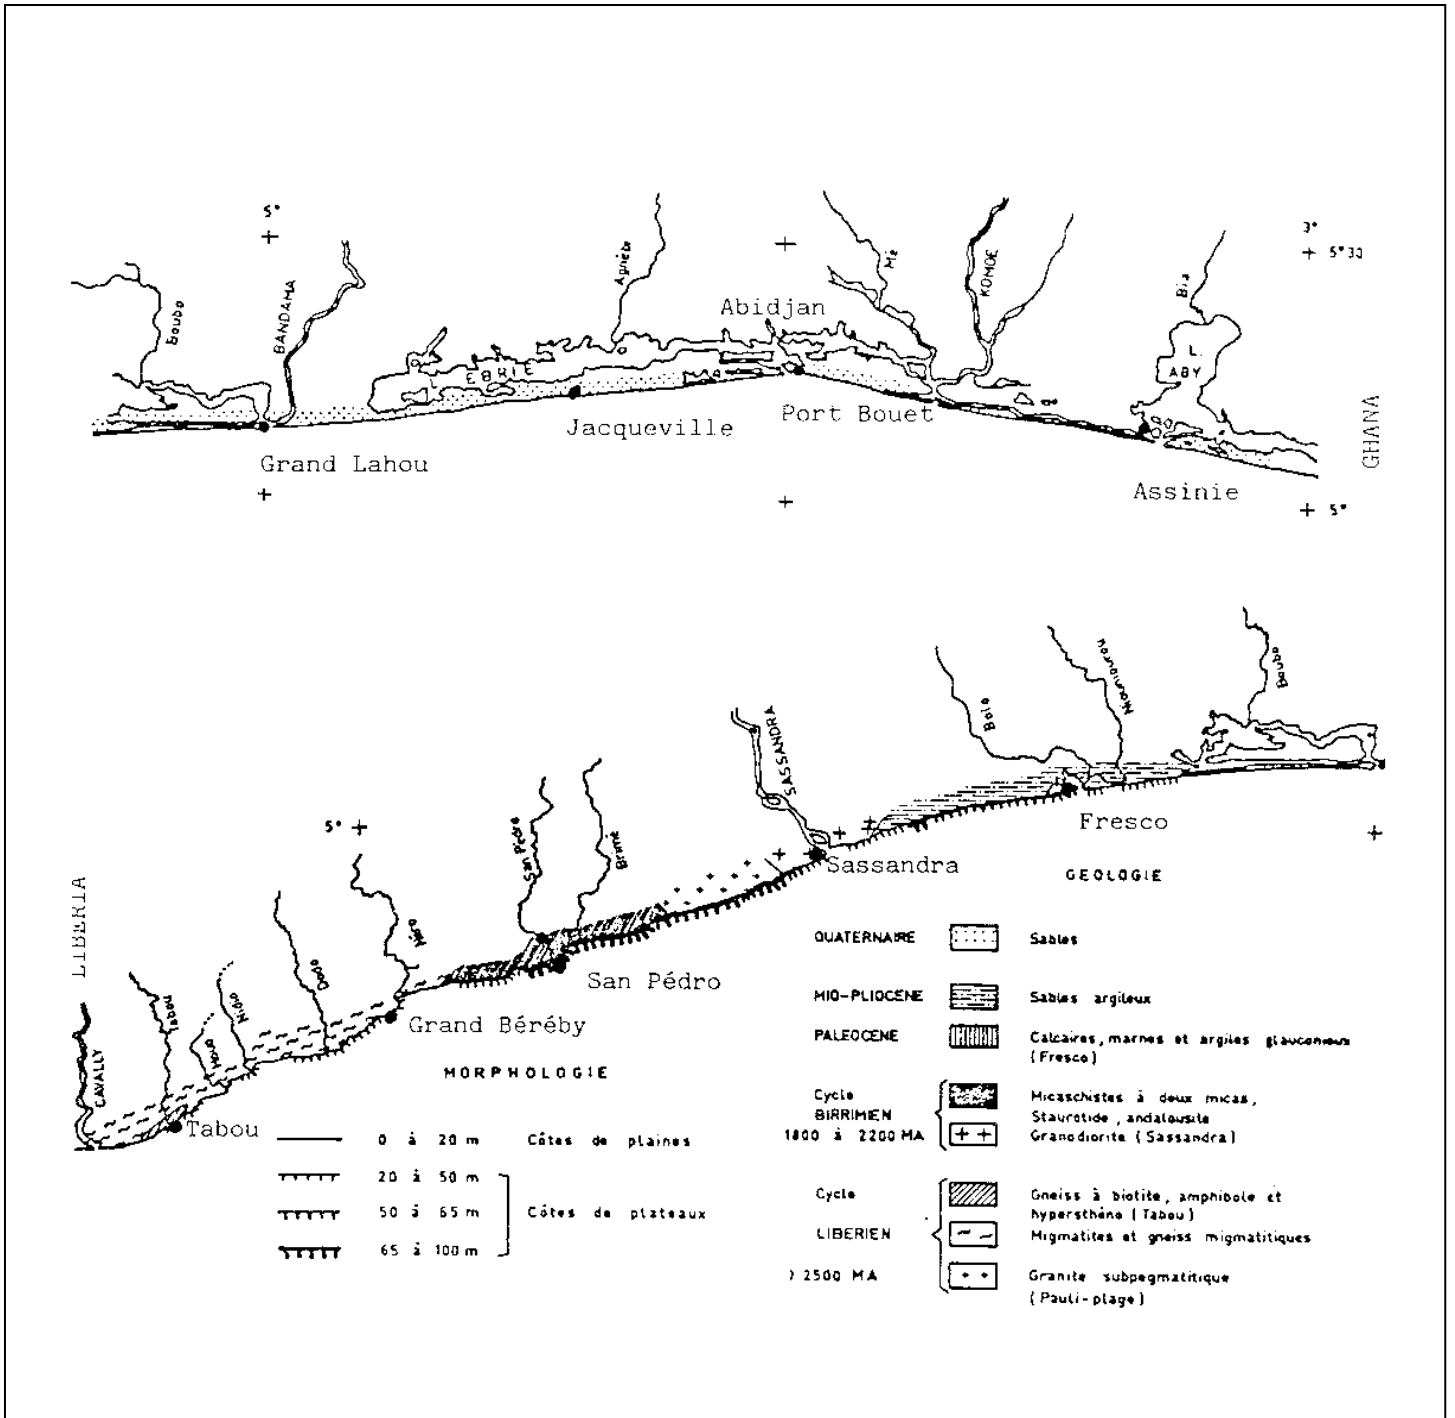 5°
3°
5°30
Boubo
BANDAMA
Agnéby
Mé
KOMOE
Bia
Abidjan
L.
ABY
L.
EBRIE
Port Bouet
Jacqueville
GHANA
Grand Lahou
Assinie
5°
Boubo
Niouniourou
Bolo
SASSANDRA
San Pédro
Brimé
Fresco
5°
Sassandra
GEOLOGIE
LIBERIA
Néro
Dodo
San Pédro
Grand Béréby
Tabou
Nidio
Houo
CAVALLY
Tabou
MORPHOLOGIE
0 à 20 m Côtes de plaines
20 à 50 m
50 à 65 m Côtes de plateaux
65 à 100 m
QUATERNAIRE Sables
MIO-PLIOCENE Sables argileux
PALEOCENE Calcaires, marnes et argiles glauconieux
(Fresco)
Cycle Micaschistes à deux micas,
BIRRIMIEN Staurotide, andalousite
1800 à 2200 MA Granodiorite (Sassandra)
Cycle Gneiss à biotite, amphibole et
hypersthène (Tabou)
LIBERIEN Migmatites et gneiss migmatitiques
> 2500 MA Granite subpegmatitique
(Pauli-plage)